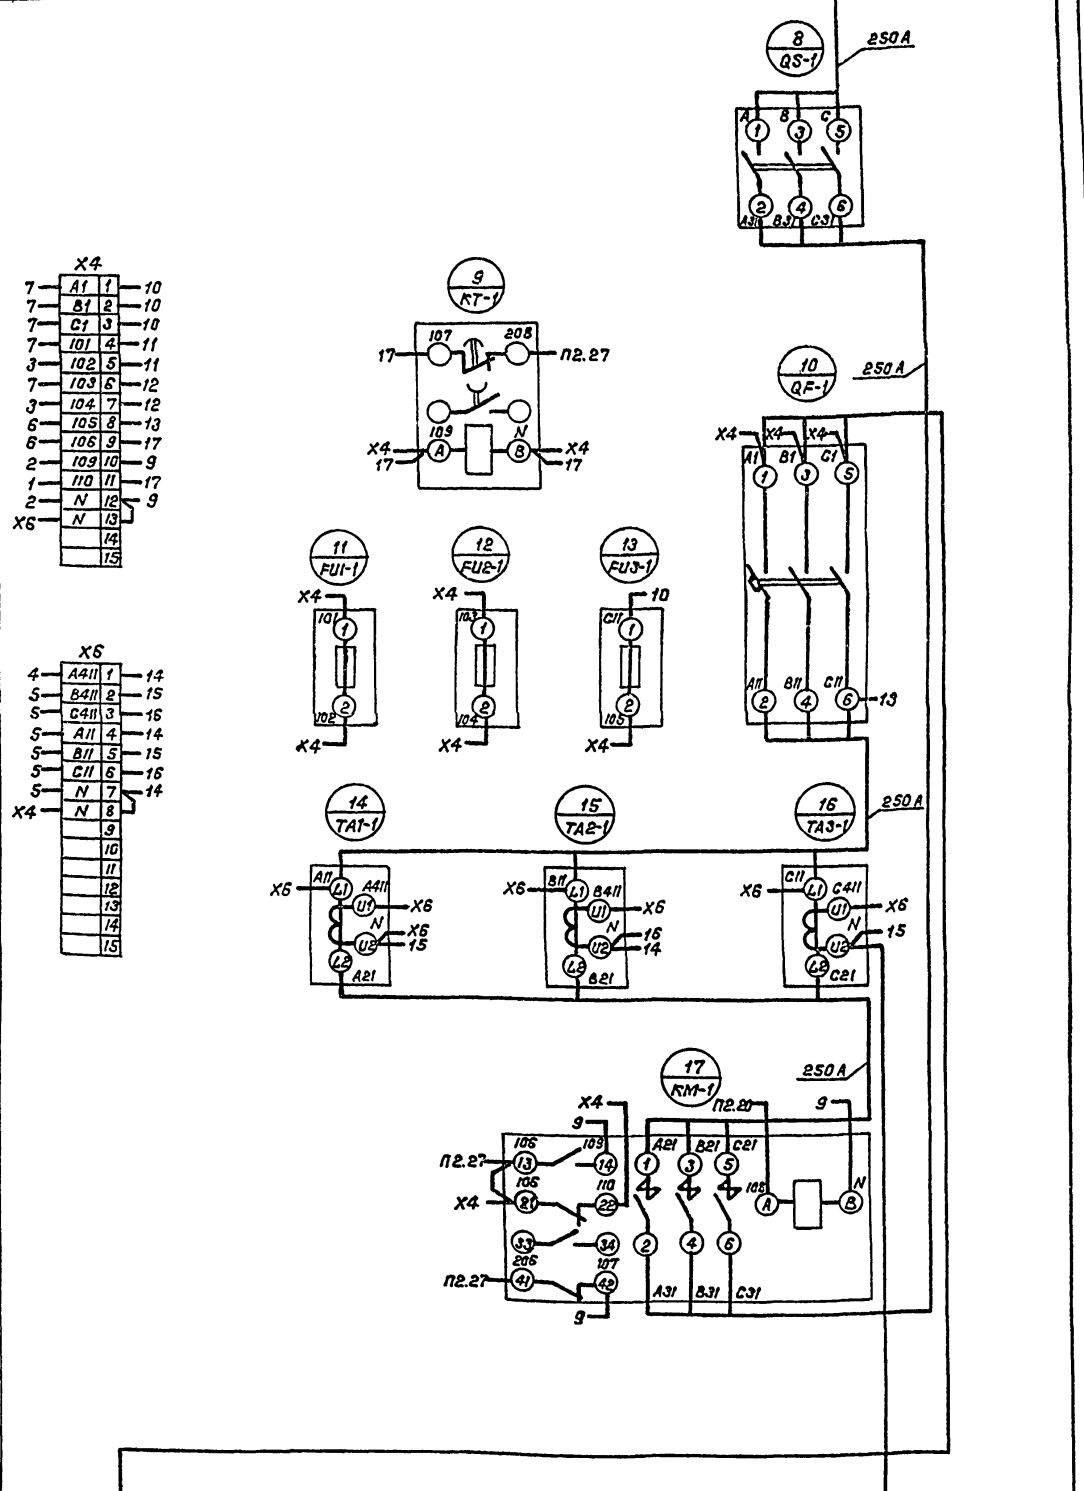 8
QS-1
250 A
A B C
1 3 5
2 4 6
A31 B31 C31
X4
7 A1 1 10
7 B1 2 10
7 C1 3 10
7 101 4 11
3 102 5 11
7 103 6 12
3 104 7 12
6 105 8 13
6 106 9 17
2 109 10 9
1 110 11 17
2 N 12 9
X6 N 13
14
15
9
KT-1
107 208
17 П2.27
109 N
X4 A B X4
17 17
10
QF-1
250 A
X4 X4 X4
A1 B1 C1
1 3 5
A11 B11 C11
2 4 6 13
11
FU1-1
X4
101
1
2
102
X4
12
FU2-1
X4
103
1
2
104
X4
13
FU3-1
10
C11
1
2
105
X4
X6
4 A411 1 14
5 B411 2 15
5 C411 3 16
5 A11 4 14
5 B11 5 15
5 C11 6 16
5 N 7 14
X4 N 8
9
10
11
12
13
14
15
14
TA1-1
A11
X6 L1 A411
U1 X6
N X6
U2 15
L2 A21
15
TA2-1
B11
X6 L1 B411
U1 X6
N 16
U2 14
L2 B21
16
TA3-1
250 A
C11
X6 L1 C411
U1 X6
N 15
U2
L2 C21
17
KM-1
250 A
X4 П2.20 9
9
106 109 A21 B21 C21
П2.27 13 14 1 3 5
106 110 108 N
X4 21 22 A B
33 34 2 4 6
206 107
П2.27 41 42 A31 B31 C31
9